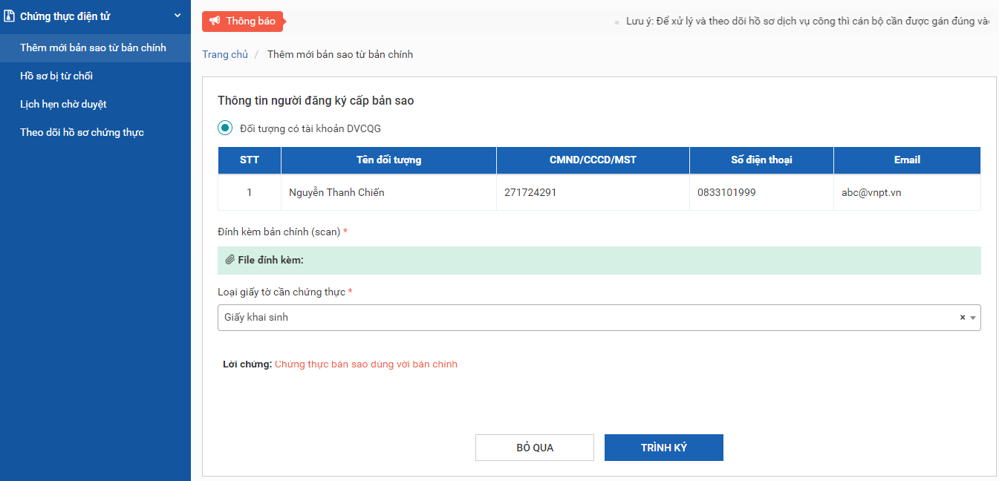 Chứng thực điện tử
Thêm mới bản sao từ bản chính
Hồ sơ bị từ chối
Lịch hẹn chờ duyệt
Theo dõi hồ sơ chứng thực
Thông báo
Lưu ý: Để xử lý và theo dõi hồ sơ dịch vụ công thì cán bộ cần được gán đúng
Trang chủ / Thêm mới bản sao từ bản chính
Thông tin người đăng ký cấp bản sao
Đối tượng có tài khoản DVCQG
STT Tên đối tượng CMND/CCCD/MST Số điện thoại Email
1 Nguyễn Thanh Chiến 271724291 0833101999 abc@vnpt.vn
Đính kèm bản chính (scan) *
File đính kèm:
Loại giấy tờ cần chứng thực *
Giấy khai sinh
Lời chứng: Chứng thực bản sao đúng với bản chính
BỎ QUA TRÌNH KÝ